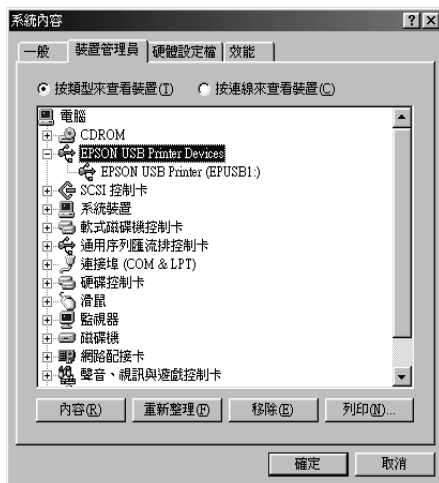 系統內容
一般 裝置管理員 硬體設定檔 效能
按類型來查看裝置(T) 按連線來查看裝置(C)
電腦
CDROM
EPSON USB Printer Devices
EPSON USB Printer (EPUSB1:)
SCSI 控制卡
系統裝置
軟式磁碟機控制卡
通用序列匯流排控制卡
連接埠 (COM & LPT)
硬碟控制卡
滑鼠
監視器
磁碟機
網路配接卡
聲音、視訊與遊戲控制卡
內容(R) 重新整理(F) 移除(E) 列印(N)...
確定 取消